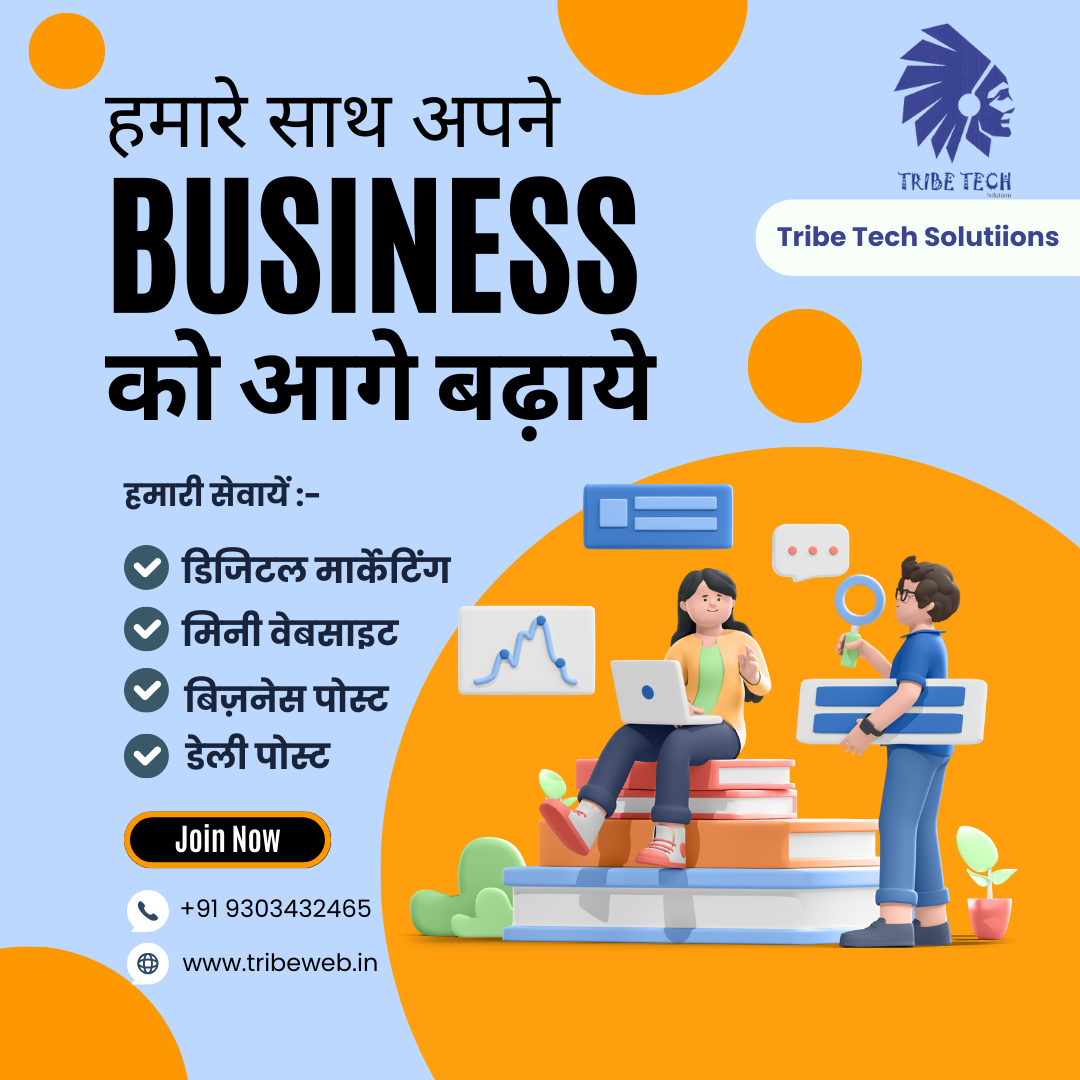 हमारे साथ अपने
BUSINESS
को आगे बढ़ाये
TRIBE TECH
Solutions
Tribe Tech Solutiions
हमारी सेवायें :-
डिजिटल मार्केटिंग
मिनी वेबसाइट
बिज़नेस पोस्ट
डेली पोस्ट
Join Now
+91 9303432465
www.tribeweb.in